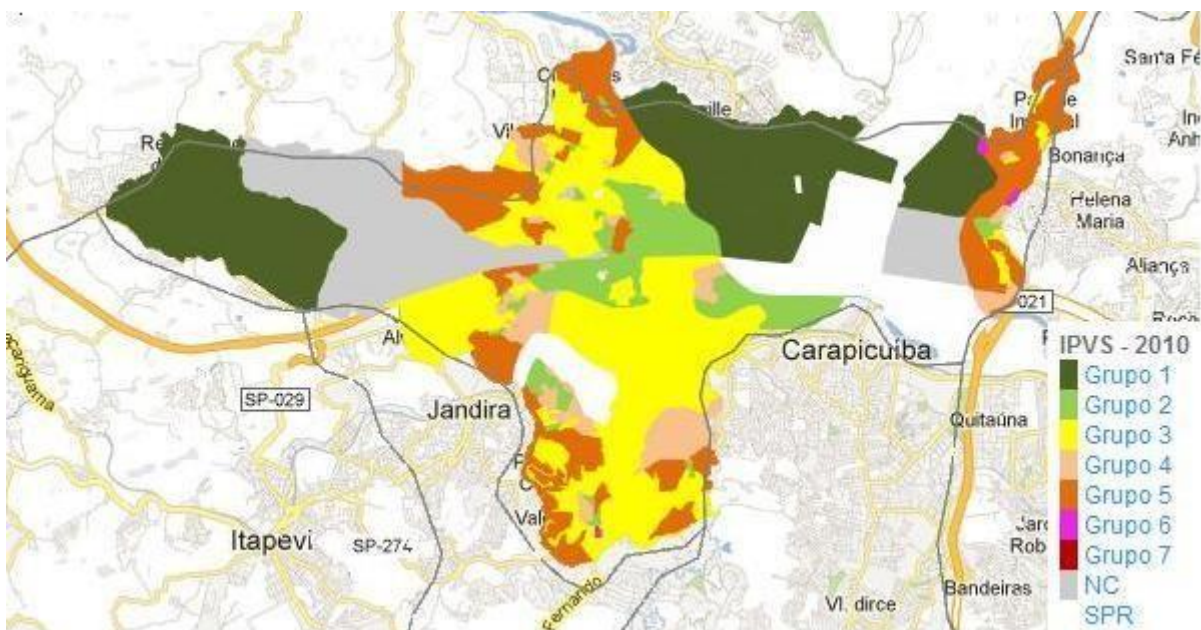 Santa Fé
Bonança
Helena
Maria
Aliança
021
Carapicuíba
SP-029
Jandira
Quitaúna
Itapevi
SP-274
Fernando
Vl. dirce
Bandeiras
IPVS - 2010
Grupo 1
Grupo 2
Grupo 3
Grupo 4
Grupo 5
Grupo 6
Grupo 7
NC
SPR